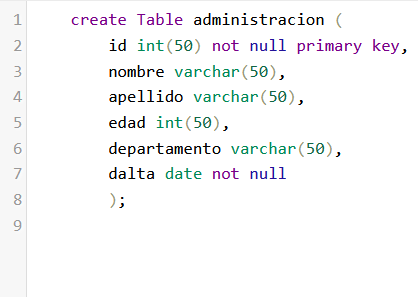 1 create Table administracion (
2 id int(50) not null primary key,
3 nombre varchar(50),
4 apellido varchar(50),
5 edad int(50),
6 departamento varchar(50),
7 dalta date not null
8 );
9